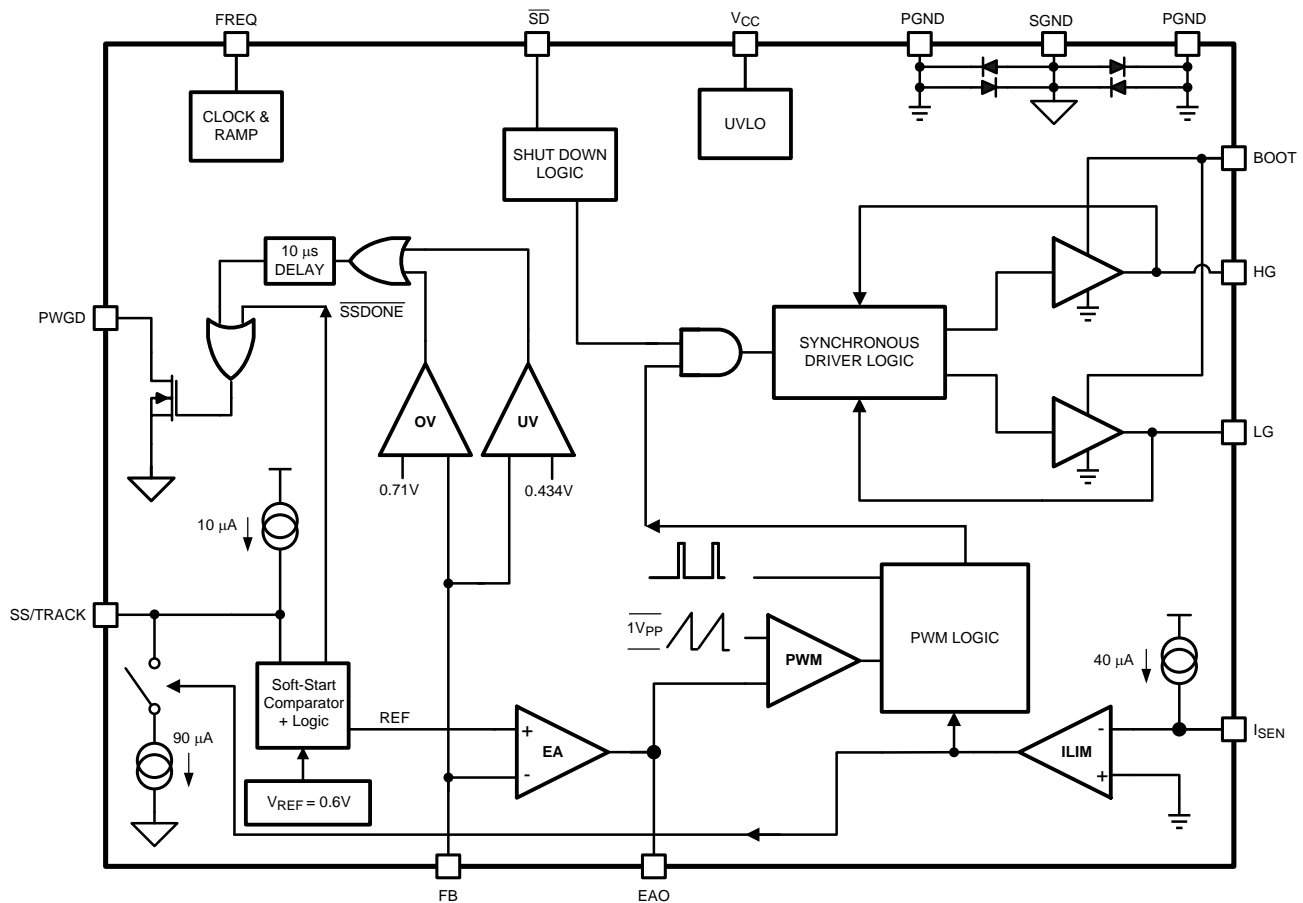 FREQ
SD
VCC
PGND
SGND
PGND
CLOCK &
RAMP
UVLO
SHUT DOWN
LOGIC
BOOT
10 μs
DELAY
HG
SSDONE
PWGD
SYNCHRONOUS
DRIVER LOGIC
OV
UV
LG
0.71V
0.434V
10 μA
SS/TRACK
1VPP
PWM
PWM LOGIC
40 μA
Soft-Start
Comparator
+ Logic
REF
+
EA
-
-
ILIM
+
ISEN
90 μA
VREF = 0.6V
FB
EAO